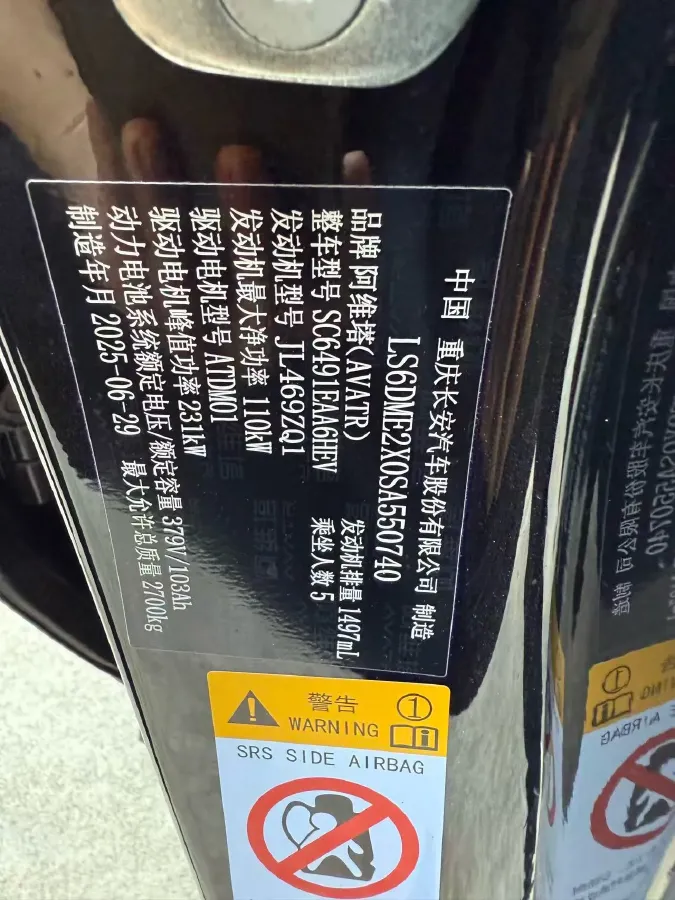 中国 重庆长安汽车股份有限公司 制造
LS6DME2X0SA550740
品牌 阿维塔(AVATR)
整车型号 SC6491EAA6HEV 发动机排量 1497mL
发动机型号 JL469ZQ1 乘坐人数 5
发动机最大净功率 110kW
驱动电机型号 ATDM01
驱动电机峰值功率 231kW
动力电池系统额定电压/额定容量 379V/103Ah
制造年月 2025-06-29 最大允许总质量 2700kg
警告
WARNING
1
SRS SIDE AIRBAG